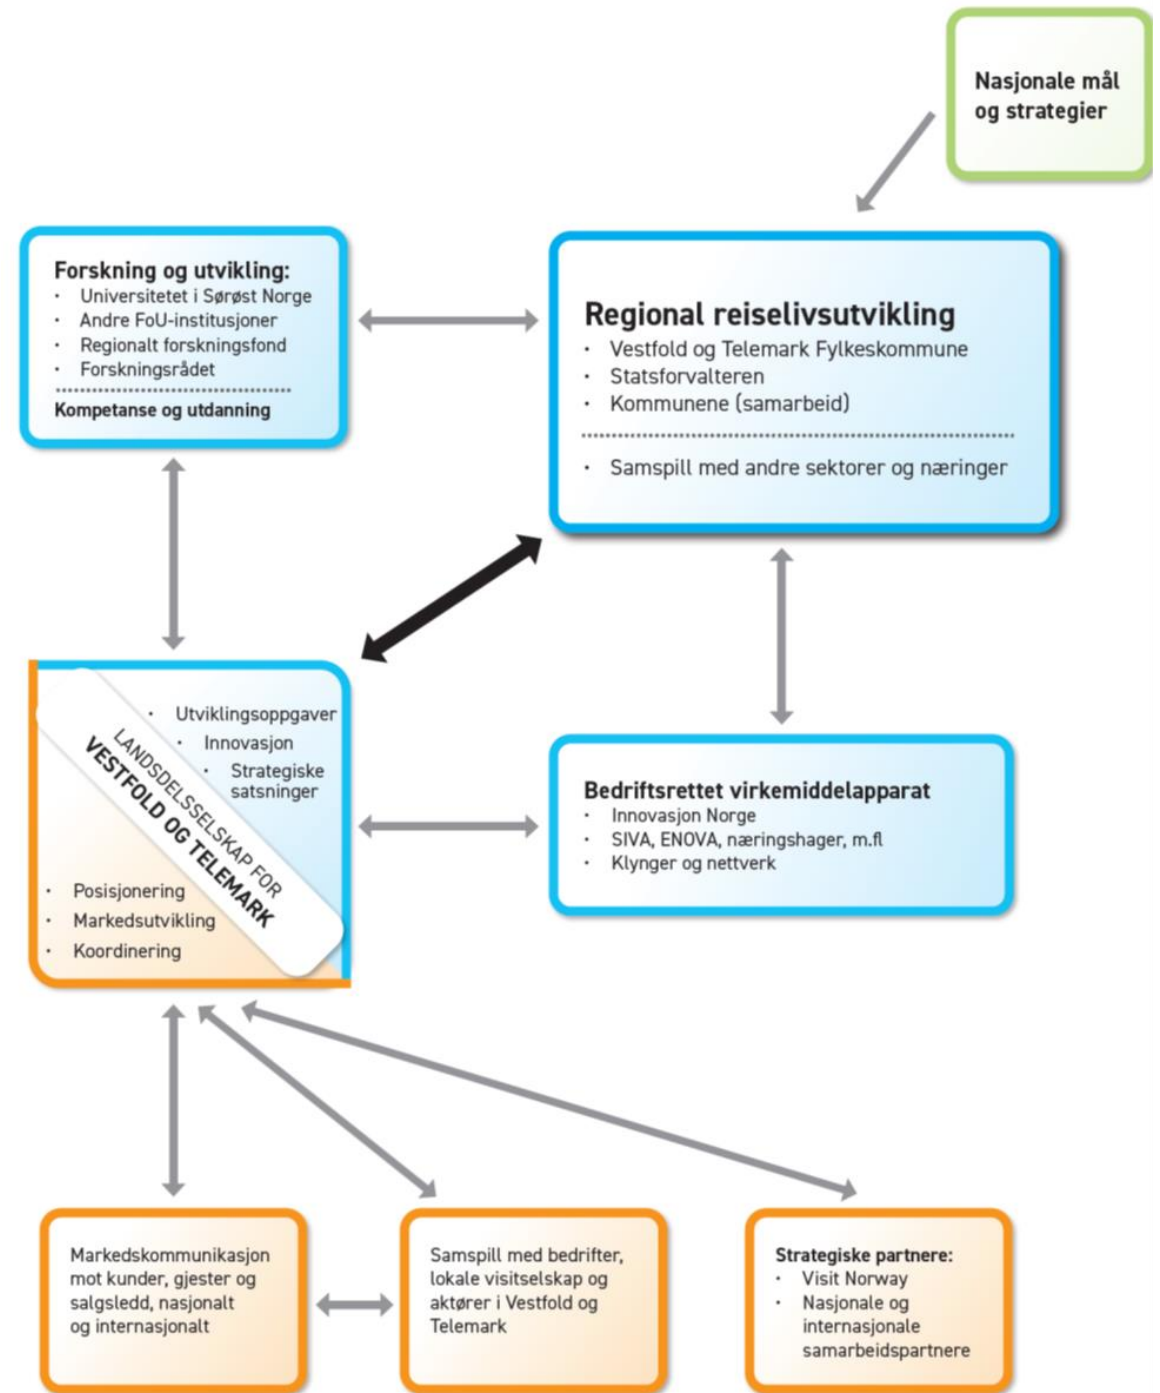 Nasjonale mål
og strategier
Forskning og utvikling:
· Universitetet i Sørøst Norge
· Andre FoU-institusjoner
· Regionalt forskningsfond
· Forskningsrådet
Kompetanse og utdanning
Regional reiselivsutvikling
· Vestfold og Telemark Fylkeskommune
· Statsforvalteren
· Kommunene (samarbeid)
· Samspill med andre sektorer og næringer
· Utviklingsoppgaver
· Innovasjon
· Strategiske
satsninger
LANDSDELSSELSKAP FOR
VESTFOLD OG TELEMARK
· Posisjonering
· Markedsutvikling
· Koordinering
Bedriftsrettet virkemiddelapparat
· Innovasjon Norge
· SIVA, ENOVA, næringshager, m.fl
· Klynger og nettverk
Markedskommunikasjon
mot kunder, gjester og
salgsledd, nasjonalt
og internasjonalt
Samspill med bedrifter,
lokale visitselskap og
aktører i Vestfold og
Telemark
Strategiske partnere:
· Visit Norway
· Nasjonale og
internasjonale
samarbeidspartnere